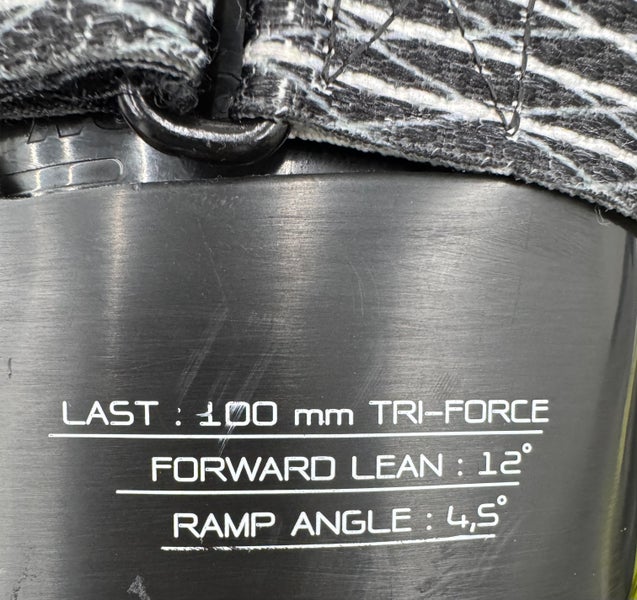 LAST : 100 mm TRI-FORCE
FORWARD LEAN : 12°
RAMP ANGLE : 4,5°